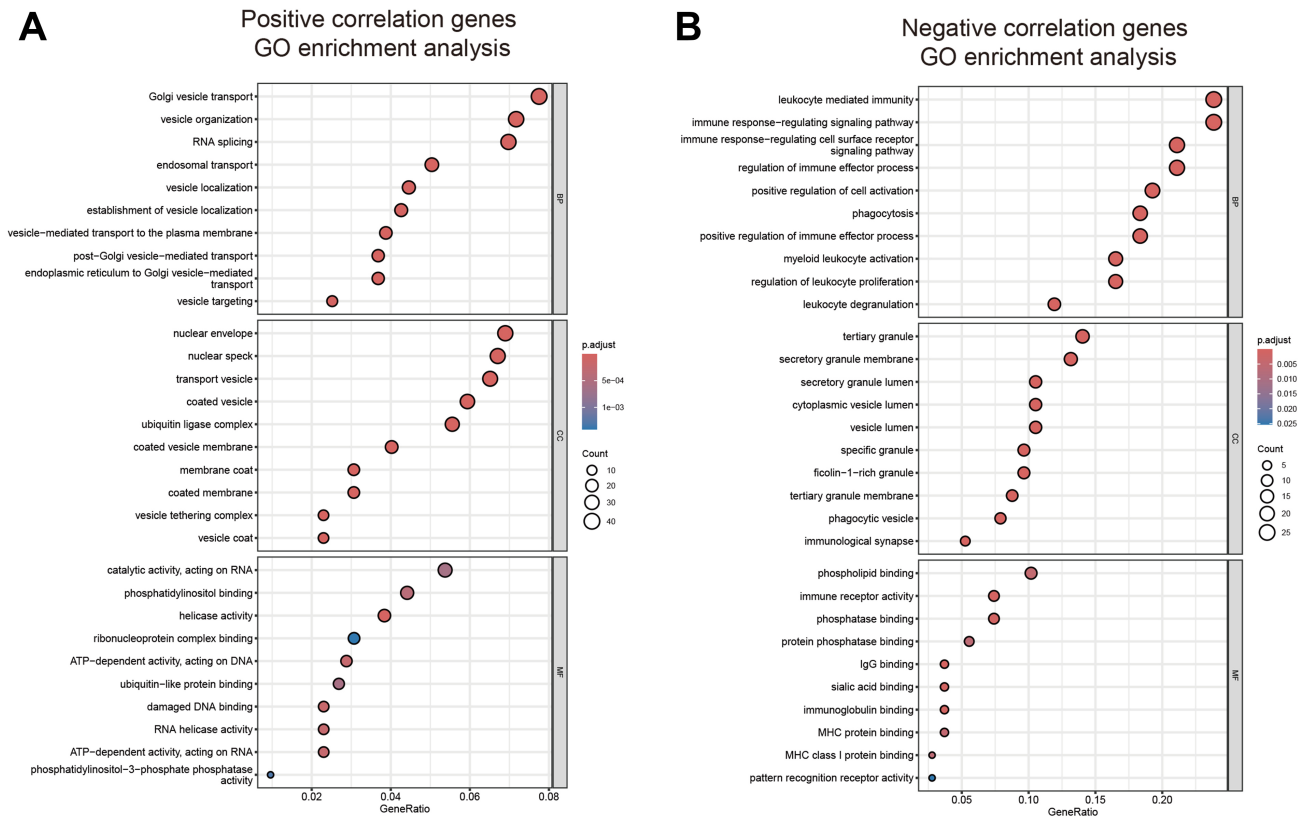 A
Positive correlation genes
GO enrichment analysis
Golgi vesicle transport
vesicle organization
RNA splicing
endosomal transport
vesicle localization
establishment of vesicle localization
vesicle−mediated transport to the plasma membrane
post−Golgi vesicle−mediated transport
endoplasmic reticulum to Golgi vesicle−mediated
transport
vesicle targeting
BP
nuclear envelope
nuclear speck
transport vesicle
coated vesicle
ubiquitin ligase complex
coated vesicle membrane
membrane coat
coated membrane
vesicle tethering complex
vesicle coat
CC
catalytic activity, acting on RNA
phosphatidylinositol binding
helicase activity
ribonucleoprotein complex binding
ATP−dependent activity, acting on DNA
ubiquitin−like protein binding
damaged DNA binding
RNA helicase activity
ATP−dependent activity, acting on RNA
phosphatidylinositol−3−phosphate phosphatase
activity
MF
0.02 0.04 0.06 0.08
GeneRatio
p.adjust
5e−04
1e−03
Count
10
20
30
40
B
Negative correlation genes
GO enrichment analysis
leukocyte mediated immunity
immune response−regulating signaling pathway
immune response−regulating cell surface receptor
signaling pathway
regulation of immune effector process
positive regulation of cell activation
phagocytosis
positive regulation of immune effector process
myeloid leukocyte activation
regulation of leukocyte proliferation
leukocyte degranulation
BP
tertiary granule
secretory granule membrane
secretory granule lumen
cytoplasmic vesicle lumen
vesicle lumen
specific granule
ficolin−1−rich granule
tertiary granule membrane
phagocytic vesicle
immunological synapse
CC
phospholipid binding
immune receptor activity
phosphatase binding
protein phosphatase binding
IgG binding
sialic acid binding
immunoglobulin binding
MHC protein binding
MHC class I protein binding
pattern recognition receptor activity
MF
0.05 0.10 0.15 0.20
GeneRatio
p.adjust
0.005
0.010
0.015
0.020
0.025
Count
5
10
15
20
25